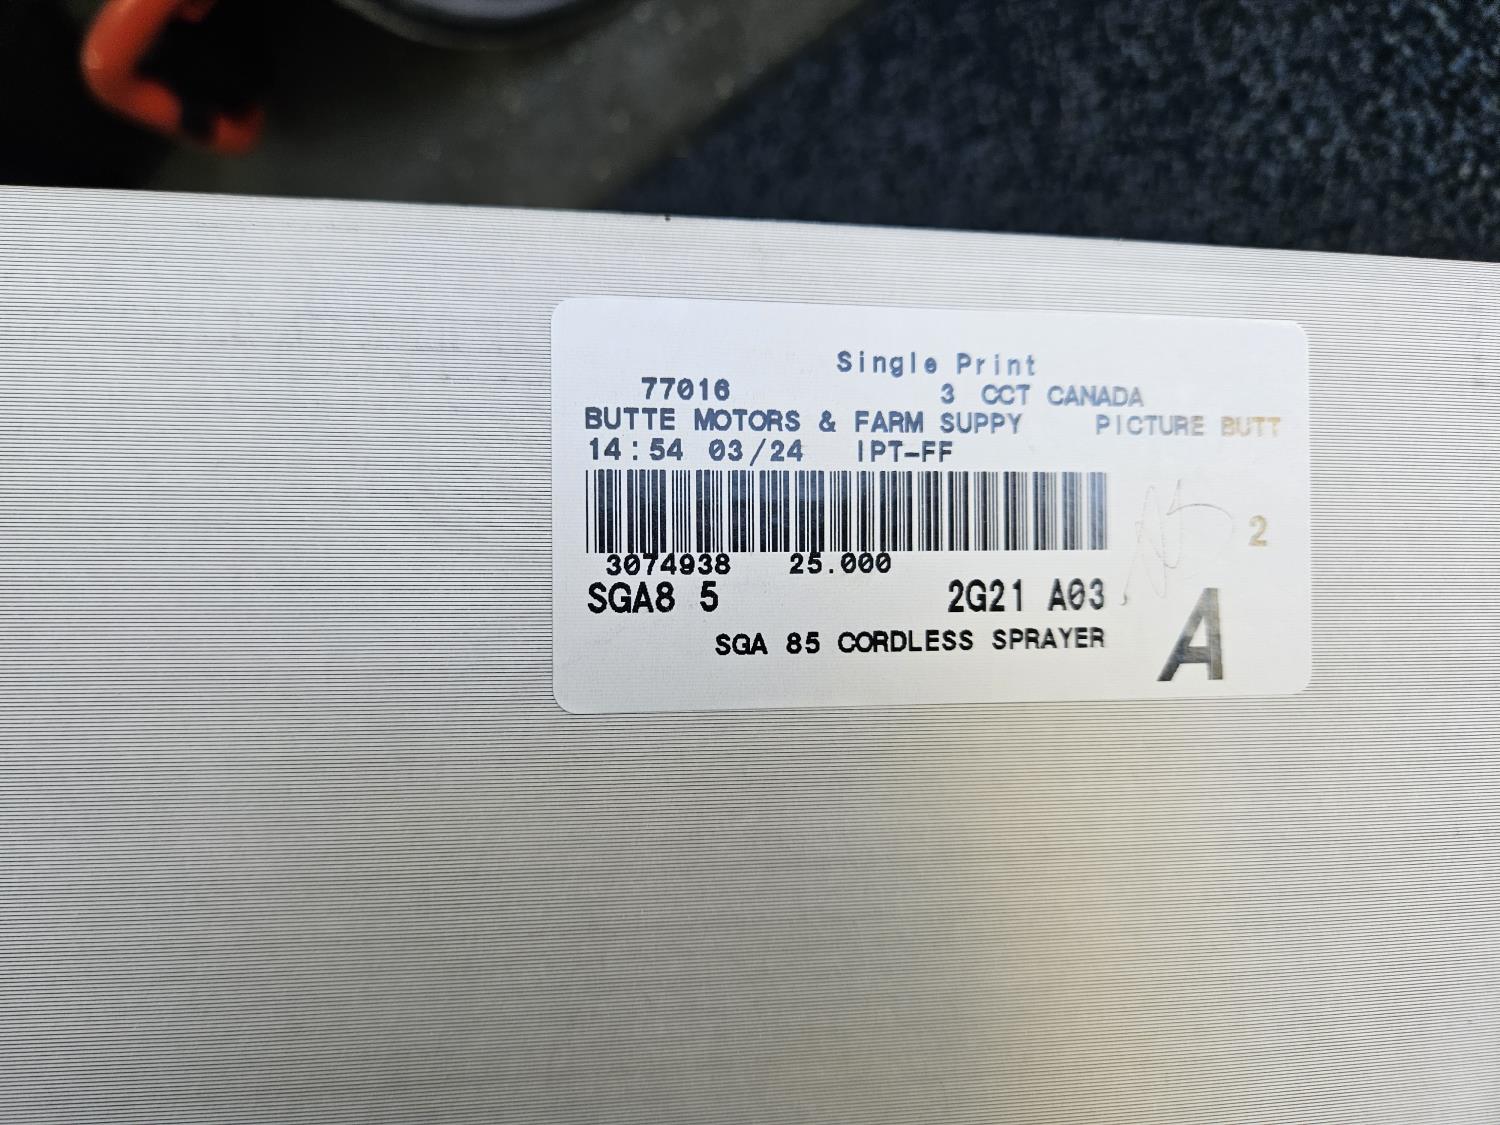 Single Print
77016 3 CCT CANADA
BUTTE MOTORS & FARM SUPPY PICTURE BUTT
14:54 03/24 IPT-FF
2
3074938 25.000
SGA8 5 2G21 A03
A
SGA 85 CORDLESS SPRAYER